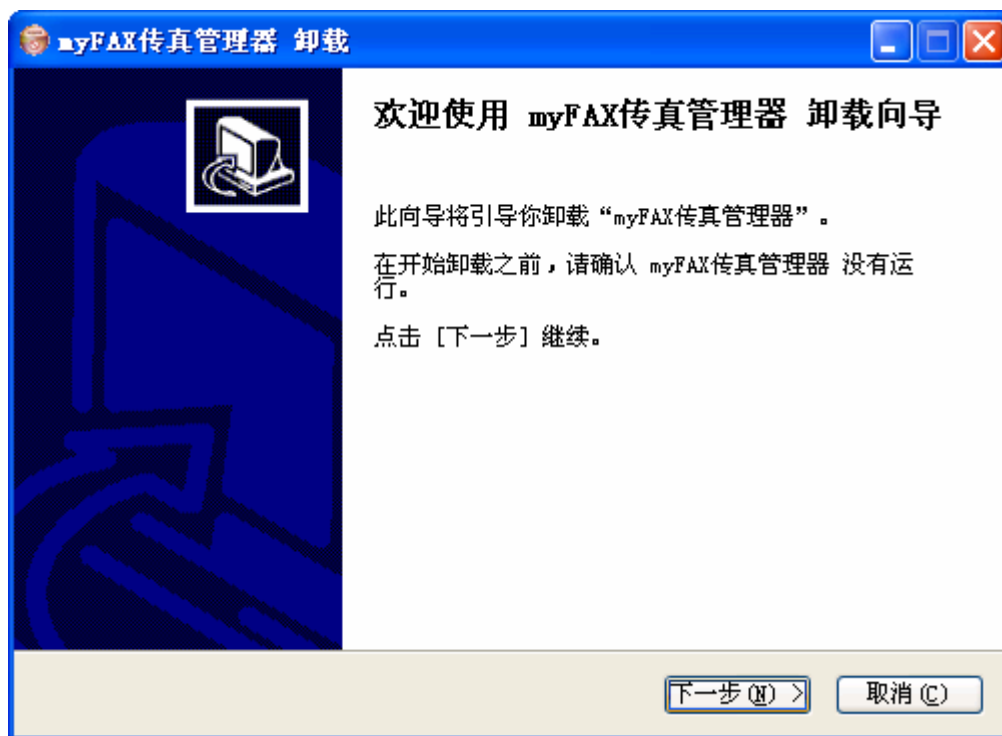 myFAX传真管理器 卸载
欢迎使用 myFAX传真管理器 卸载向导
此向导将引导你卸载“myFAX传真管理器”。
在开始卸载之前，请确认 myFAX传真管理器 没有运
行。
点击 [下一步] 继续。
下一步(N) >
取消(C)